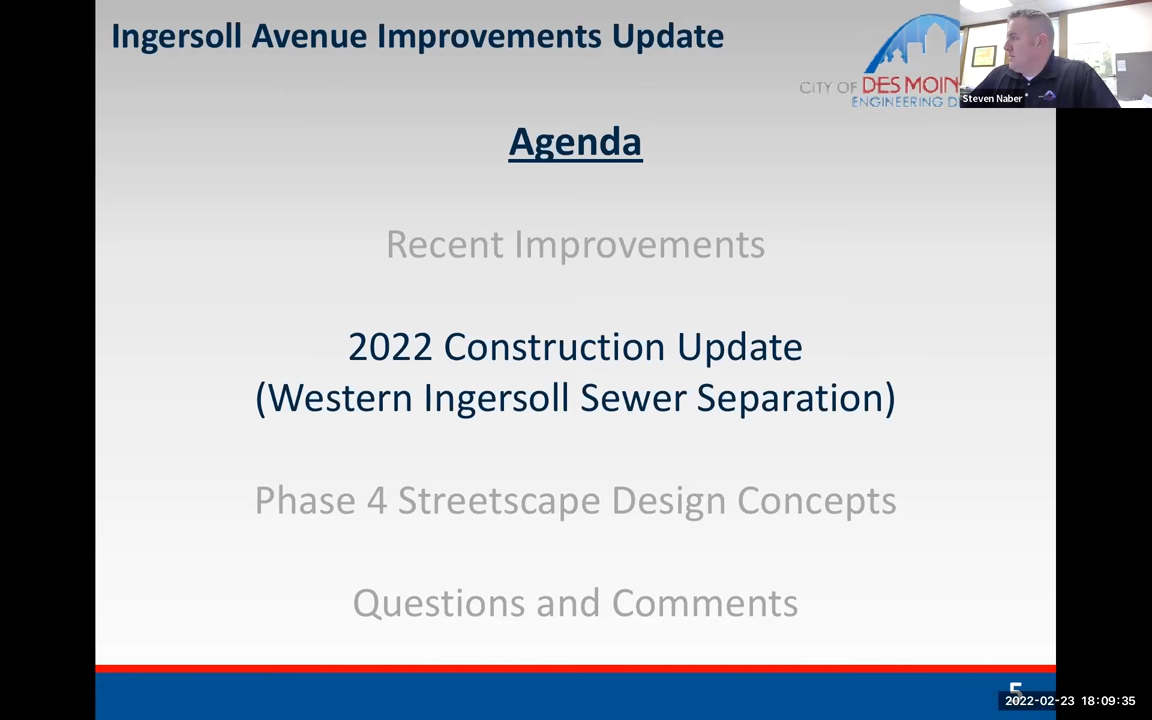 Ingersoll Avenue Improvements Update
CITY OF DES MOIN
ENGINEERING D
Steven Naber
Agenda
Recent Improvements
2022 Construction Update
(Western Ingersoll Sewer Separation)
Phase 4 Streetscape Design Concepts
Questions and Comments
5
2022-02-23 18:09:35